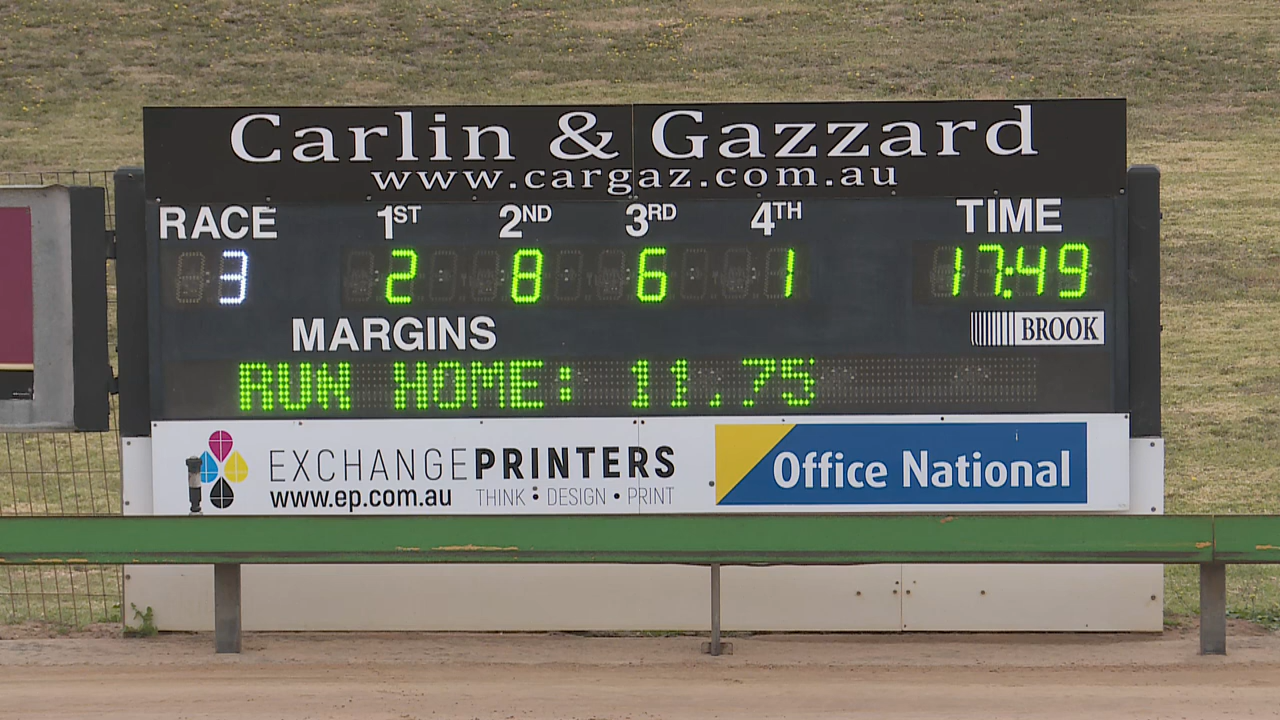 Carlin & Gazzard
www.cargaz.com.au
RACE 1ST 2ND 3RD 4TH TIME
3 2 8 6 1 17:49
MARGINS
BROOK
RUN HOME: 11.75
EXCHANGEPRINTERS
www.ep.com.au THINK • DESIGN • PRINT
Office National